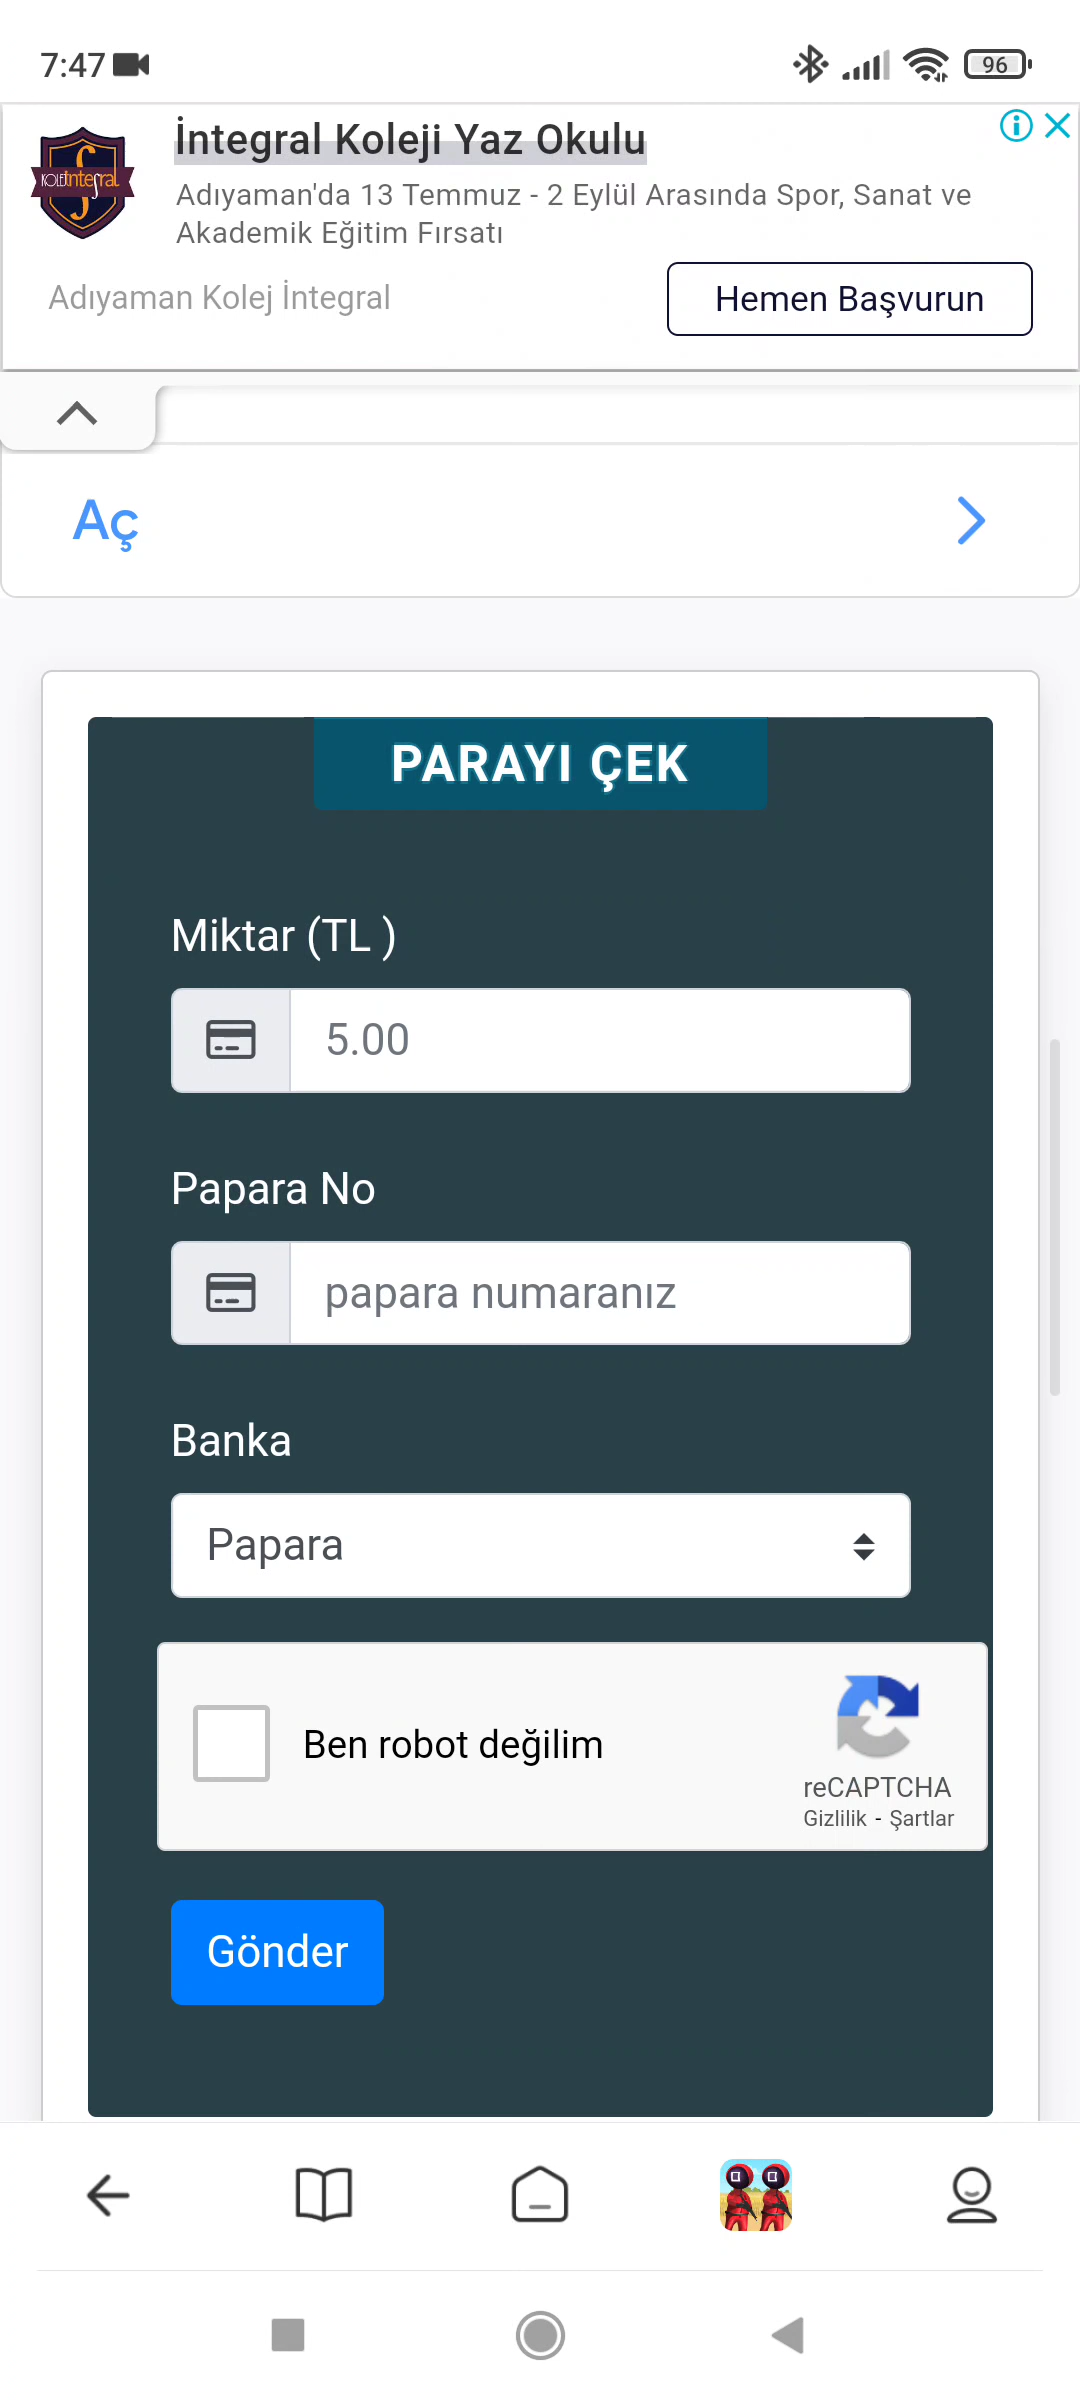 7:47
96
İntegral Koleji Yaz Okulu
Adıyaman'da 13 Temmuz - 2 Eylül Arasında Spor, Sanat ve
Akademik Eğitim Fırsatı
KOLEJ İnteʃral
Adıyaman Kolej İntegral
Hemen Başvurun
Aç
PARAYI ÇEK
Miktar (TL )
5.00
Papara No
papara numaranız
Banka
Papara
Ben robot değilim
reCAPTCHA
Gizlilik - Şartlar
Gönder